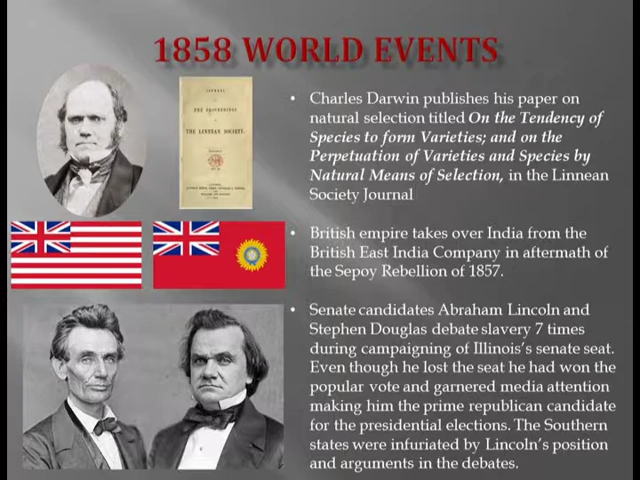 1858 WORLD EVENTS
JOURNAL
THE PROCEEDINGS
THE LINNEAN SOCIETY.
• Charles Darwin publishes his paper on
natural selection titled On the Tendency of
Species to form Varieties; and on the
Perpetuation of Varieties and Species by
Natural Means of Selection, in the Linnean
Society Journal
• British empire takes over India from the
British East India Company in aftermath of
the Sepoy Rebellion of 1857.
• Senate candidates Abraham Lincoln and
Stephen Douglas debate slavery 7 times
during campaigning of Illinois's senate seat.
Even though he lost the seat he had won the
popular vote and garnered media attention
making him the prime republican candidate
for the presidential elections. The Southern
states were infuriated by Lincoln's position
and arguments in the debates.